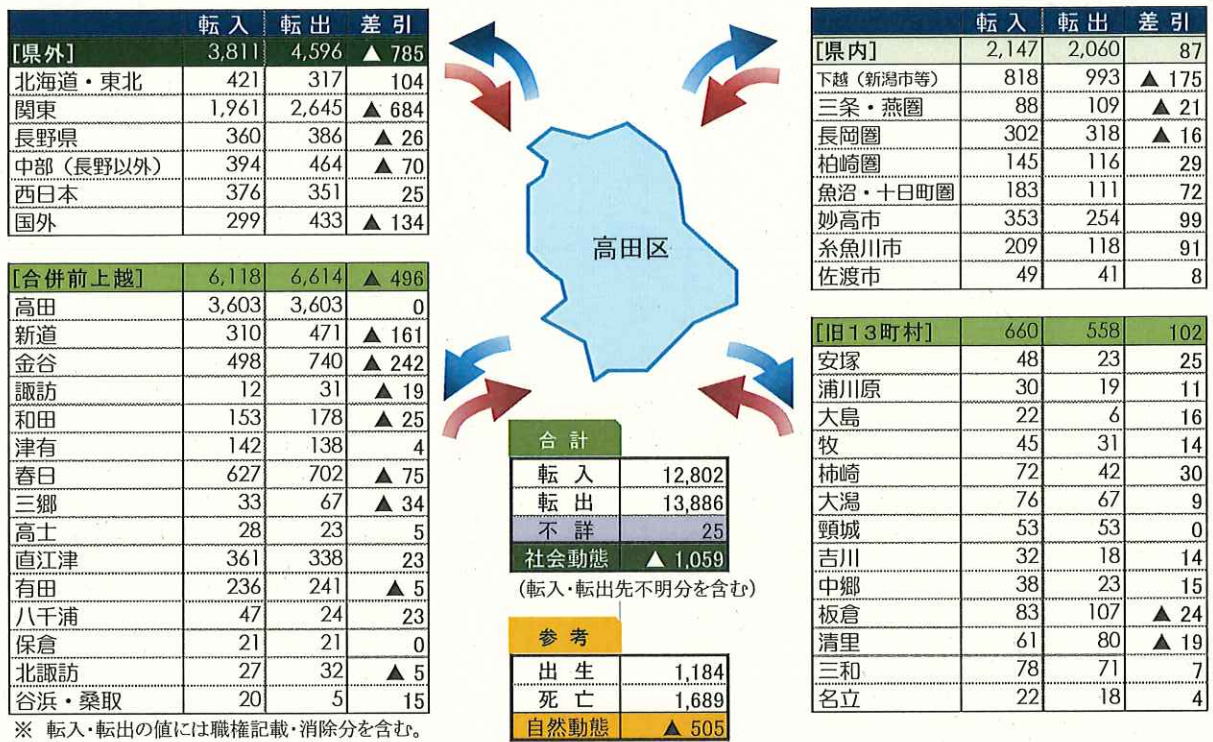 転入 転出 差引
[県外] 3,811 4,596 △ 785
北海道・東北 421 317 104
関東 1,961 2,645 ▲ 684
長野県 360 386 ▲ 26
中部（長野以外） 394 464 ▲ 70
西日本 376 351 25
国外 299 433 ▲ 134
[合併前上越] 6,118 6,614 ▲ 496
高田 3,603 3,603 0
新道 310 471 ▲ 161
金谷 498 740 ▲ 242
諏訪 12 31 ▲ 19
和田 153 178 ▲ 25
津有 142 138 4
春日 627 702 ▲ 75
三郷 33 67 ▲ 34
高士 28 23 5
直江津 361 338 23
有田 236 241 ▲ 5
八千浦 47 24 23
保倉 21 21 0
北諏訪 27 32 ▲ 5
谷浜・桑取 20 5 15
※ 転入・転出の値には職権記載・消除分を含む。
高田区
合計
転入 12,802
転出 13,886
不詳 25
社会動態 △ 1,059
(転入・転出先不明分を含む)
参考
出生 1,184
死亡 1,689
自然動態 ▲ 505
転入 転出 差引
[県内] 2,147 2,060 87
下越（新潟市等） 818 993 ▲ 175
三条・燕圏 88 109 ▲ 21
長岡圏 302 318 ▲ 16
柏崎圏 145 116 29
魚沼・十日町圏 183 111 72
妙高市 353 254 99
糸魚川市 209 118 91
佐渡市 49 41 8
[旧13町村] 660 558 102
安塚 48 23 25
浦川原 30 19 11
大島 22 6 16
牧 45 31 14
柿崎 72 42 30
大潟 76 67 9
頸城 53 53 0
吉川 32 18 14
中郷 38 23 15
板倉 83 107 ▲ 24
清里 61 80 ▲ 19
三和 78 71 7
名立 22 18 4